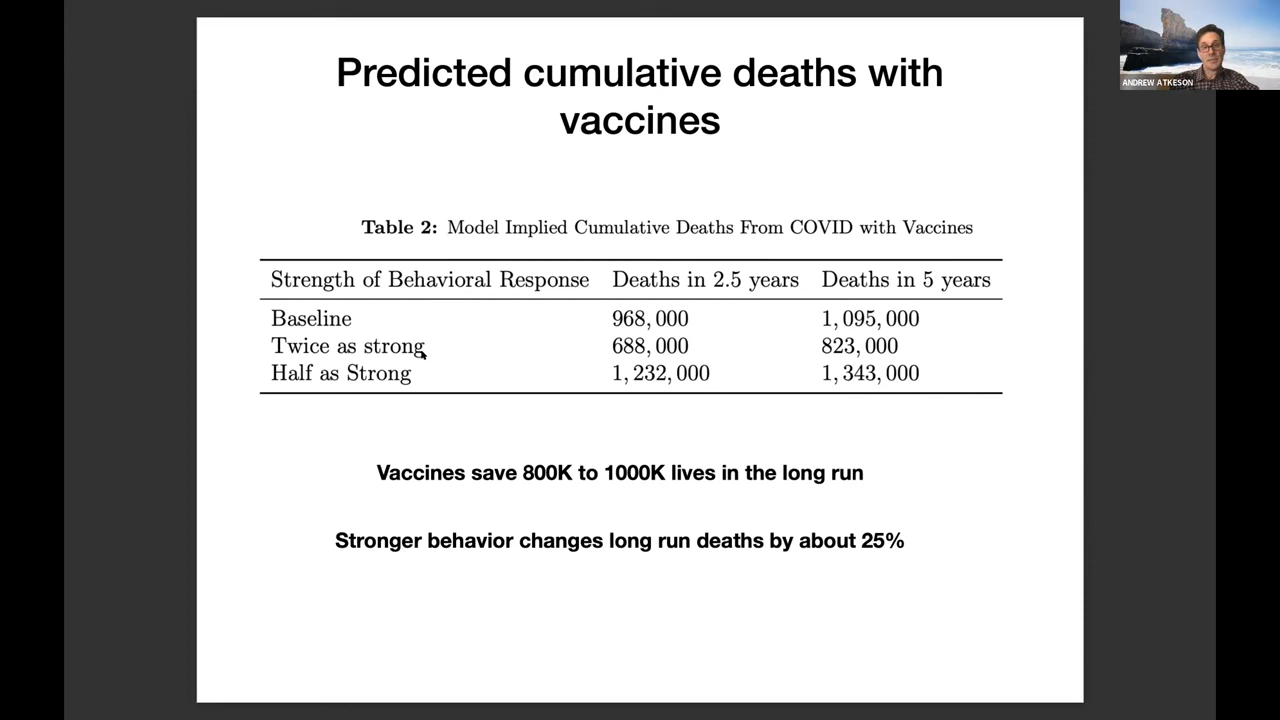 Predicted cumulative deaths with
vaccines
Table 2: Model Implied Cumulative Deaths From COVID with Vaccines
Strength of Behavioral Response Deaths in 2.5 years Deaths in 5 years
Baseline 968, 000 1, 095, 000
Twice as strong 688, 000 823, 000
Half as Strong 1, 232, 000 1, 343, 000
Vaccines save 800K to 1000K lives in the long run
Stronger behavior changes long run deaths by about 25%
ANDREW ATKESON